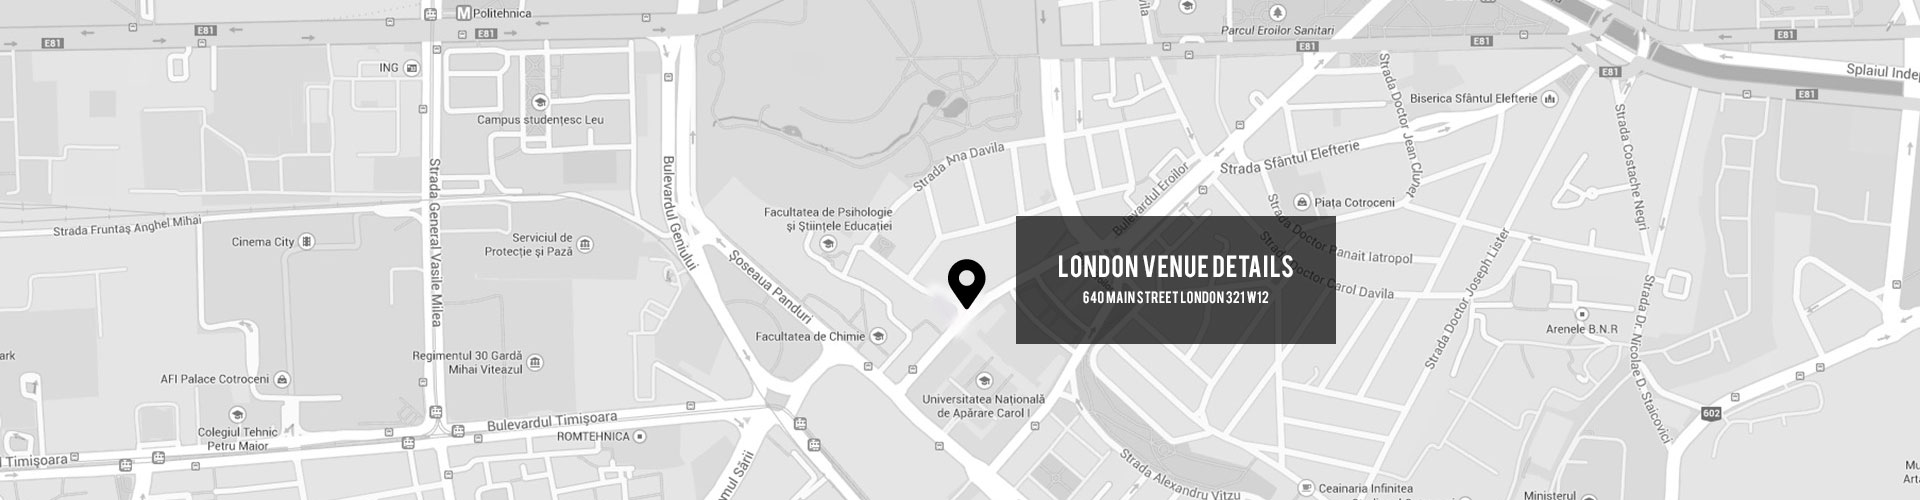 M Politehnica
E81
E81
E81
ING
Campus studențesc Leu
Parcul Eroilor Sanitari
E81
E81
E81
E81
E81
Splaiul Indep
Biserica Sfântul Elefterie
Strada Doctor Jean Clunet
Strada Costache Negri
Strada Sfântul Elefterie
Strada Ana Davila
Bulevardul Eroilor
Piața Cotroceni
Strada General Vasile Milea
Bulevardul Geniului
Strada Fruntaș Anghel Mihai
Cinema City
Serviciul de
Protecție și Pază
Facultatea de Psihologie
și Științele Educației
Șoseaua Panduri
Strada Doctor Panait Iatropol
Strada Doctor Carol Davila
Strada Doctor Joseph Lister
LONDON VENUE DETAILS
640 MAIN STREET LONDON 321 W12
Facultatea de Chimie
Arenele B.N.R
Strada Dr. Nicolae D. Staicovici
ark
Regimentul 30 Gardă
Mihai Viteazul
AFI Palace Cotroceni
Universitatea Națională
de Apărare Carol I
602
Colegiul Tehnic
Petru Maior
Bulevardul Timișoara
ROMTEHNICA
l Timișoara
mul Sării
Strada Alexandru Vitzu
Ceainaria Infinitea
Ministerul
Mu
Art